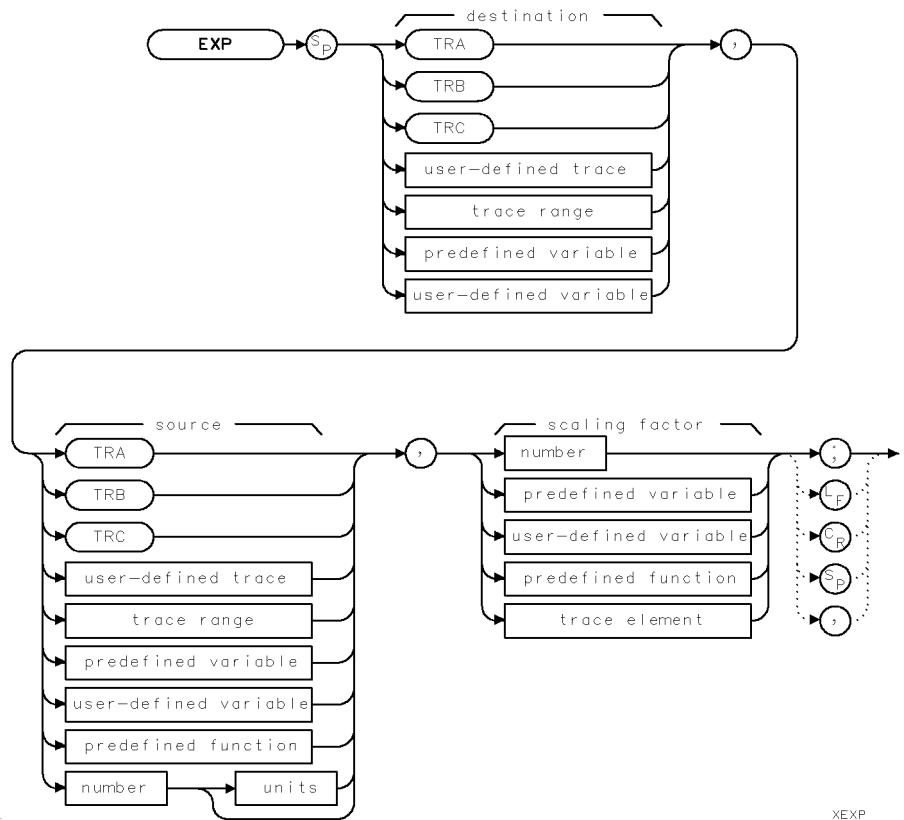 destination
EXP SP TRA ,
TRB
TRC
user-defined trace
trace range
predefined variable
user-defined variable
source
TRA ,
TRB
TRC
user-defined trace
trace range
predefined variable
user-defined variable
predefined function
number units
scaling factor
number ;
predefined variable LF
user-defined variable CR
predefined function SP
trace element ,
XEXP